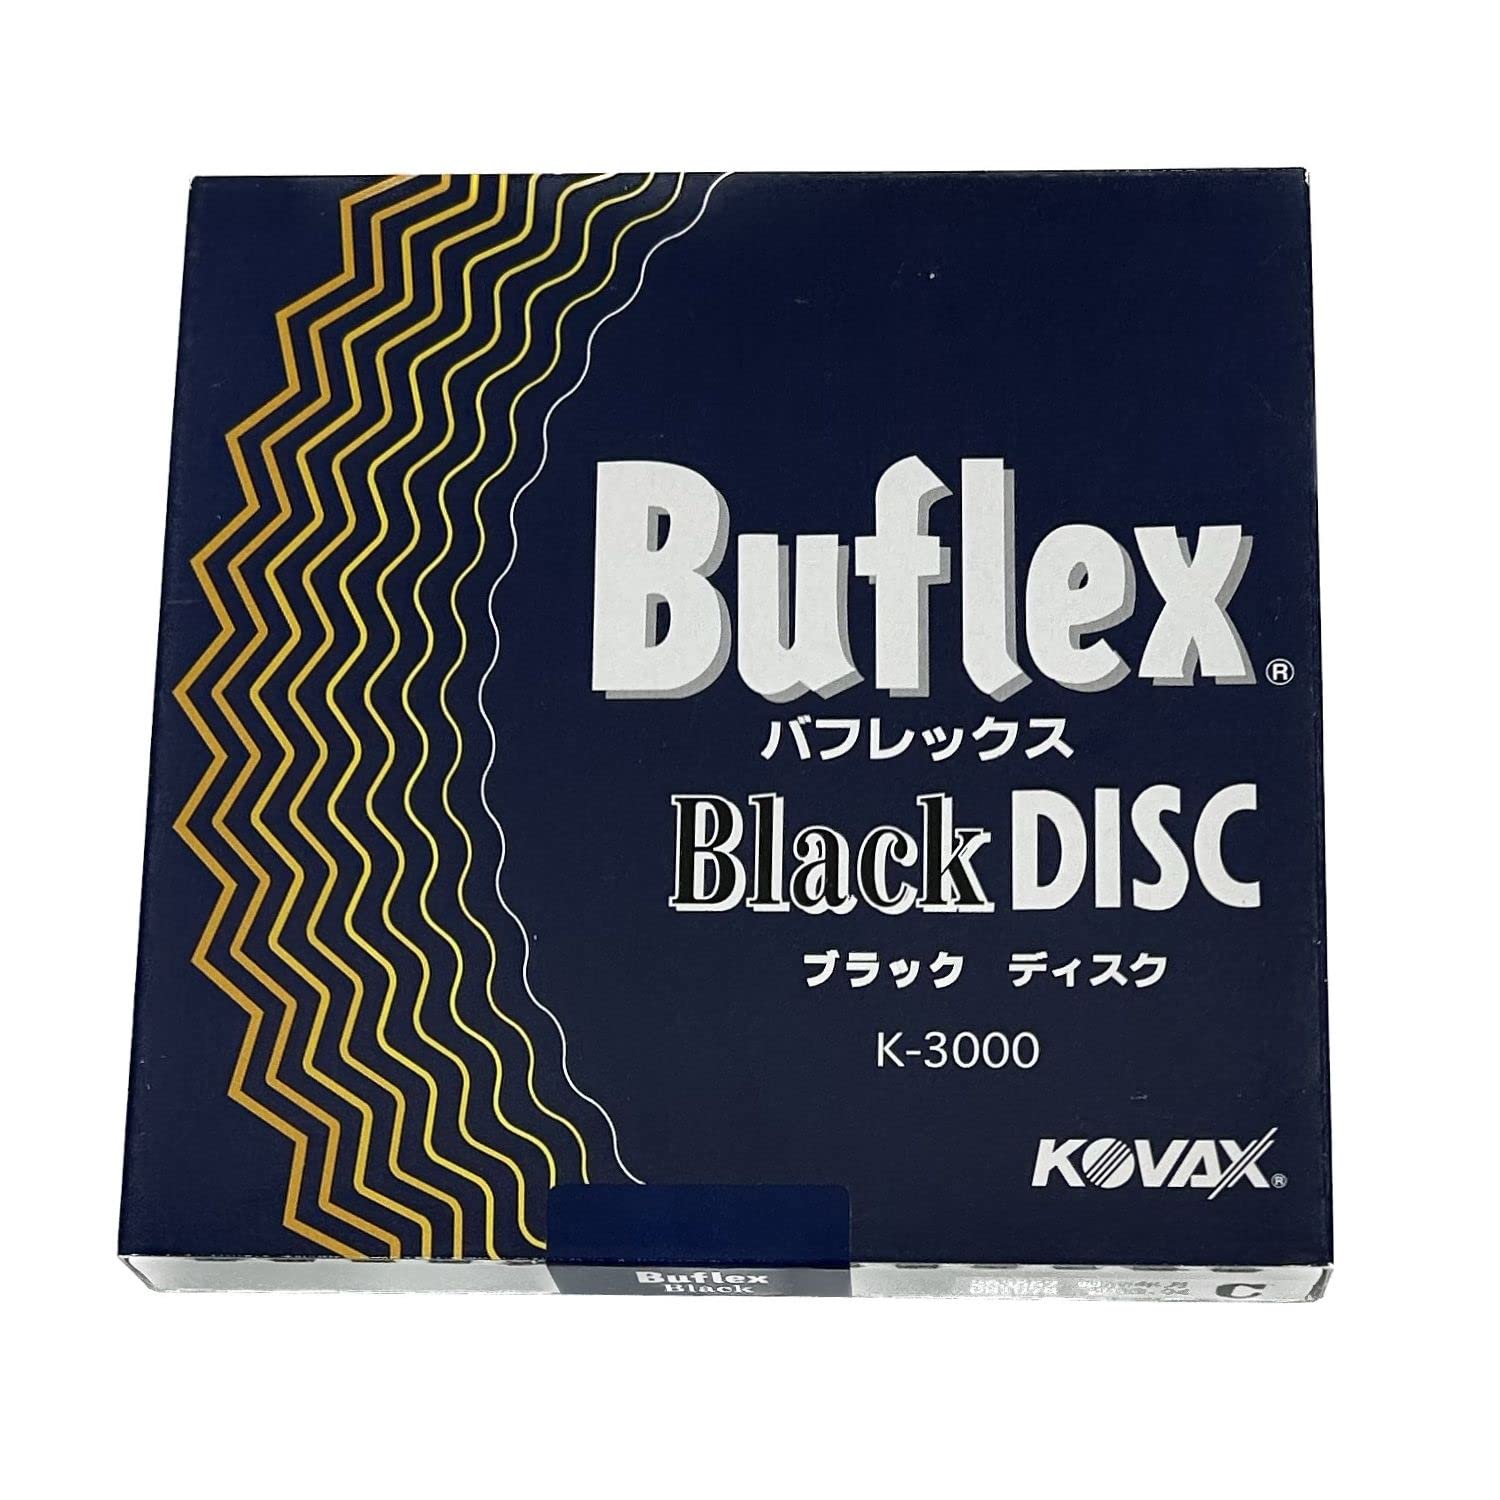 Buflex®
バフレックス
Black DISC
ブラック ディスク
K-3000
KOVAX®
Buflex
Black
C